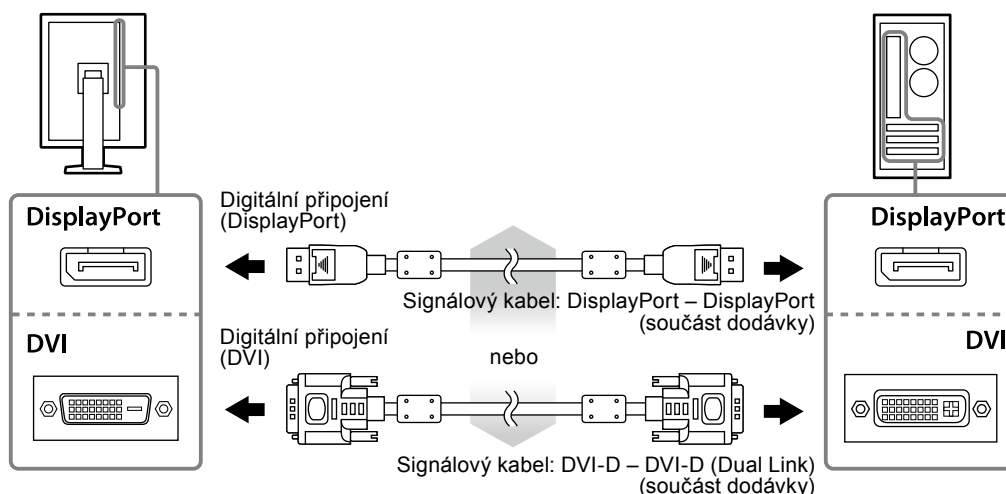 DisplayPort
Digitální připojení
(DisplayPort)
DisplayPort
Signálový kabel: DisplayPort – DisplayPort
(součást dodávky)
DVI
Digitální připojení
(DVI)
nebo
DVI
Signálový kabel: DVI-D – DVI-D (Dual Link)
(součást dodávky)